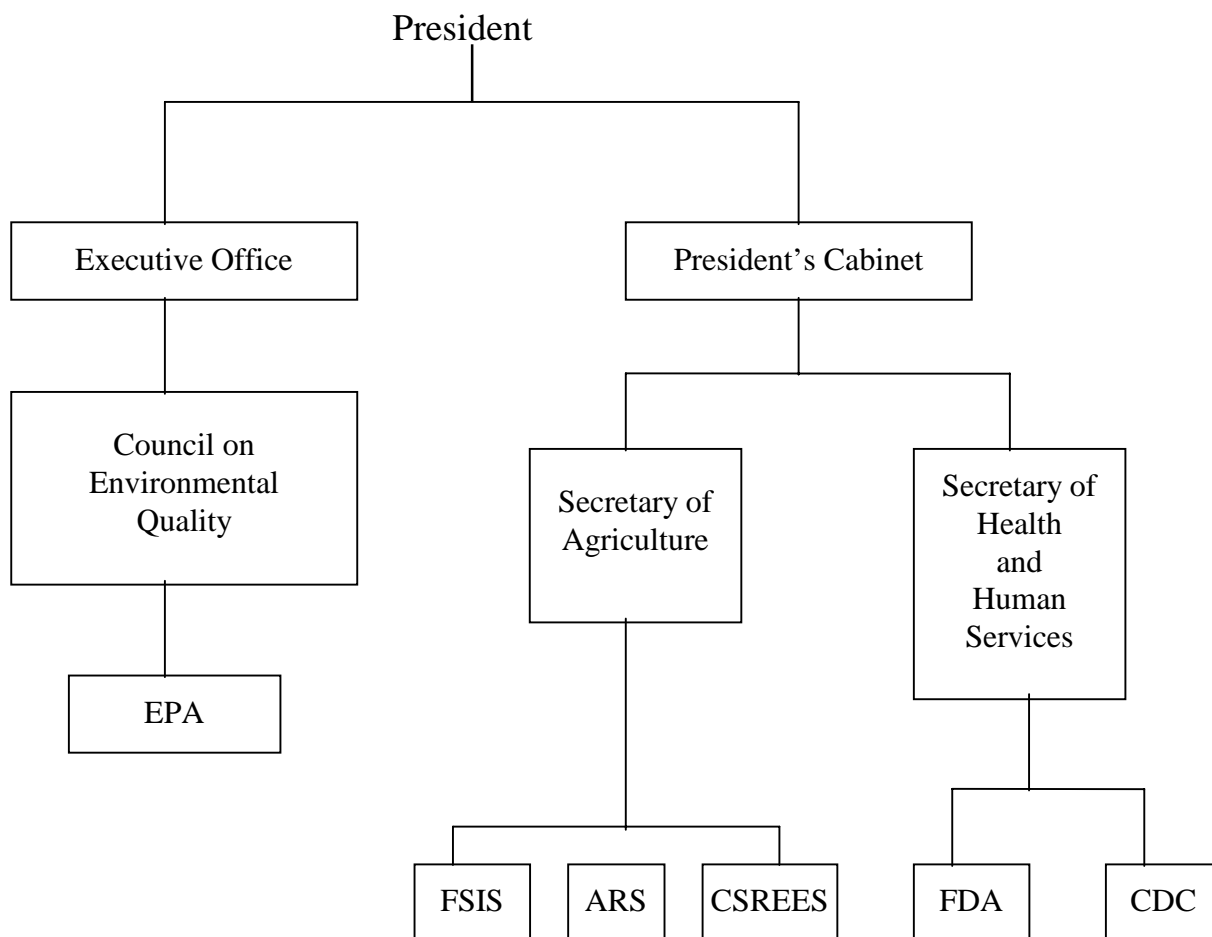 President
Executive Office
President’s Cabinet
Council on
Environmental
Quality
Secretary of
Agriculture
Secretary of
Health
and
Human
Services
EPA
FSIS
ARS
CSREES
FDA
CDC